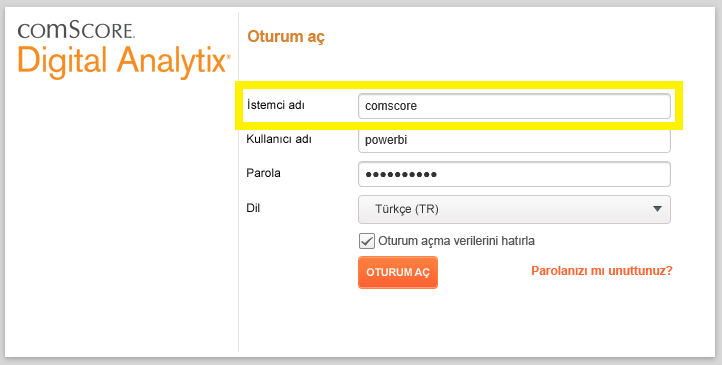 COMSCORE.
Digital Analytix®
Oturum aç
İstemci adı comscore
Kullanıcı adı powerbi
Parola ●●●●●●●●●●
Dil Türkçe (TR)
Oturum açma verilerini hatırla
OTURUM AÇ Parolanızı mı unuttunuz?